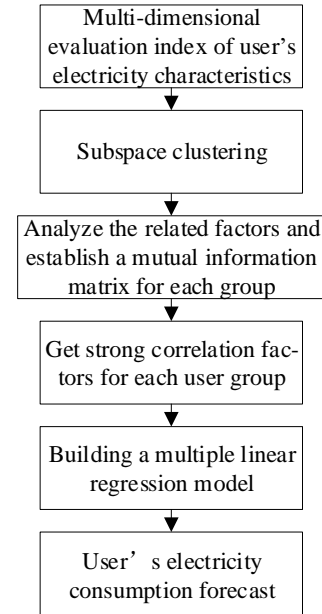 Multi-dimensional
evaluation index of user's
electricity characteristics
Subspace clustering
Analyze the related factors and
establish a mutual information
matrix for each group
Get strong correlation fac-
tors for each user group
Building a multiple linear
regression model
User’s electricity
consumption forecast